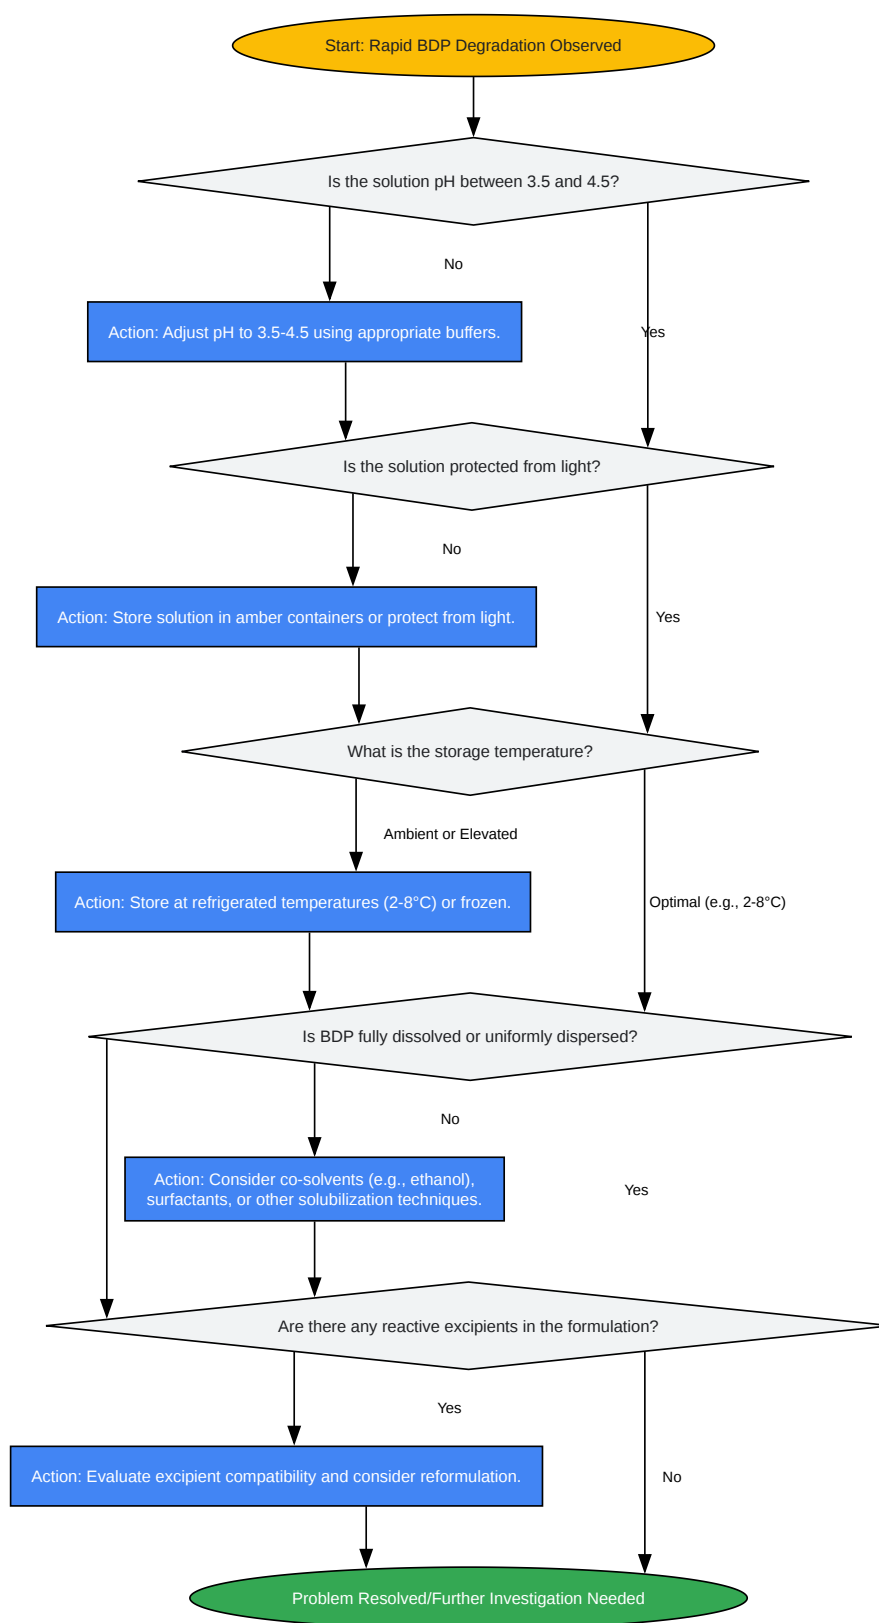 Start: Rapid BDP Degradation Observed
Is the solution pH between 3.5 and 4.5?
No
Action: Adjust pH to 3.5-4.5 using appropriate buffers.
Yes
Is the solution protected from light?
No
Action: Store solution in amber containers or protect from light.
Yes
What is the storage temperature?
Ambient or Elevated
Action: Store at refrigerated temperatures (2-8°C) or frozen.
Optimal (e.g., 2-8°C)
Is BDP fully dissolved or uniformly dispersed?
No
Action: Consider co-solvents (e.g., ethanol),
surfactants, or other solubilization techniques.
Yes
Are there any reactive excipients in the formulation?
Yes
Action: Evaluate excipient compatibility and consider reformulation.
No
Problem Resolved/Further Investigation Needed